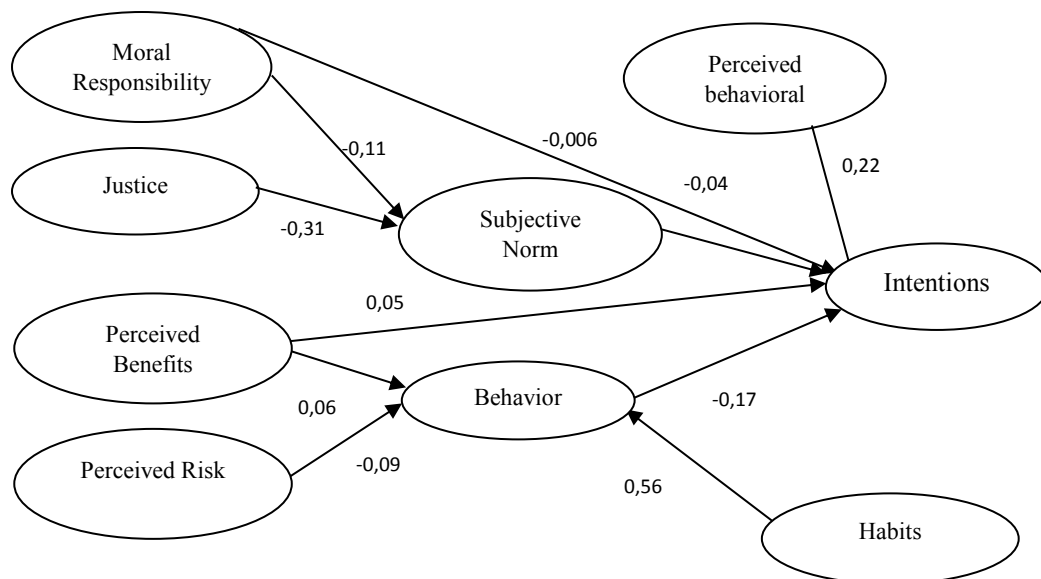 Moral
Responsibility
Perceived
behavioral
-0,006
-0,11
-0,04
0,22
Justice
-0,31
Subjective
Norm
Intentions
0,05
Perceived
Benefits
0,06
Behavior
-0,17
Perceived Risk
-0,09
0,56
Habits